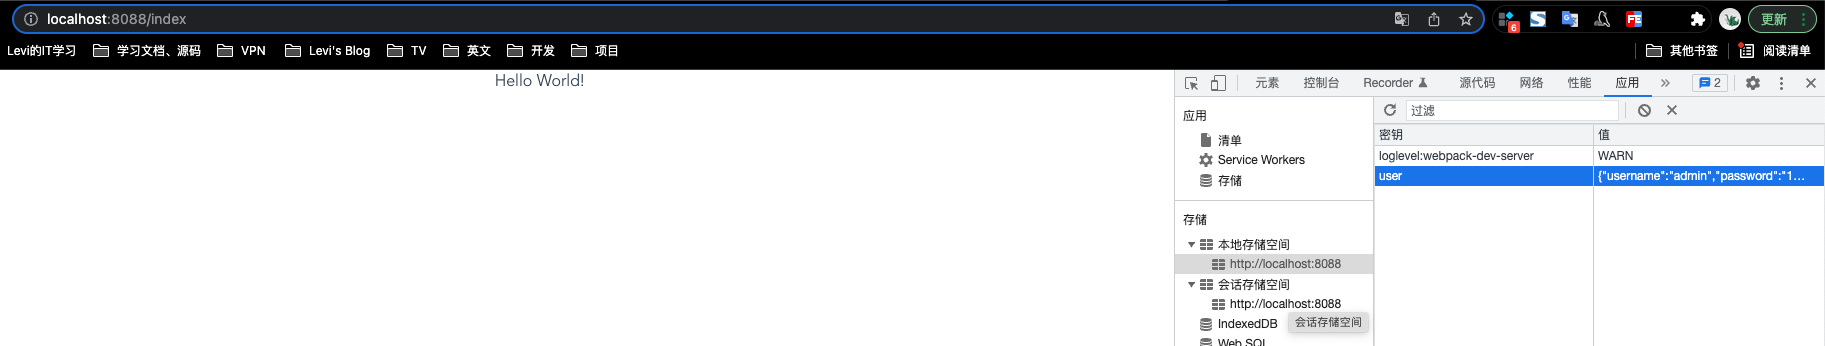 localhost:8088/index
6
FE
更新
Levi的IT学习
学习文档、源码
VPN
Levi's Blog
TV
英文
开发
项目
其他书签
阅读清单
Hello World!
元素
控制台
Recorder
源代码
网络
性能
应用
2
应用
清单
Service Workers
存储
存储
本地存储空间
http://localhost:8088
会话存储空间
http://localhost:8088
IndexedDB
会话存储空间
Web SQL
过滤
密钥 值
loglevel:webpack-dev-server WARN
user {"username":"admin","password":"1...